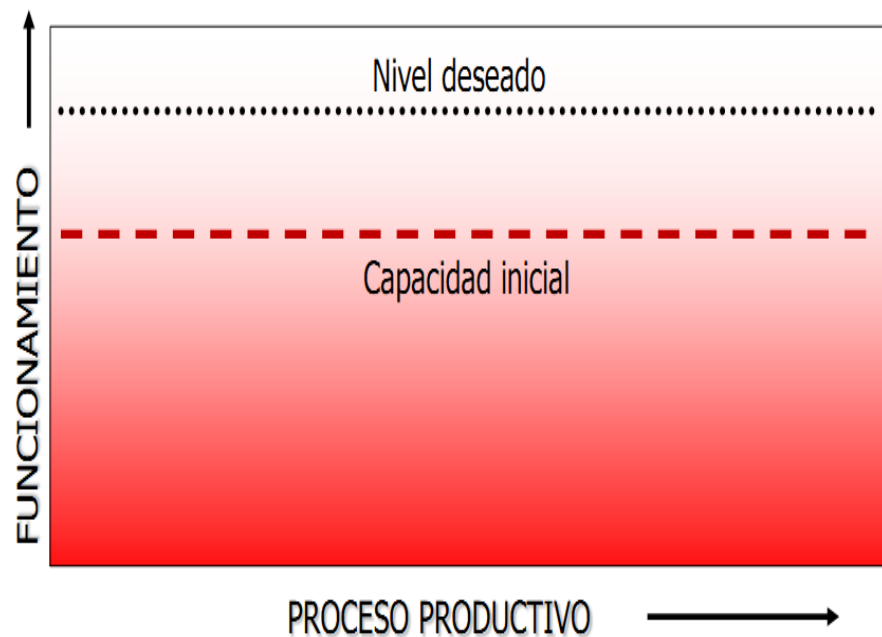 Nivel deseado
Capacidad inicial
FUNCIONAMIENTO
PROCESO PRODUCTIVO